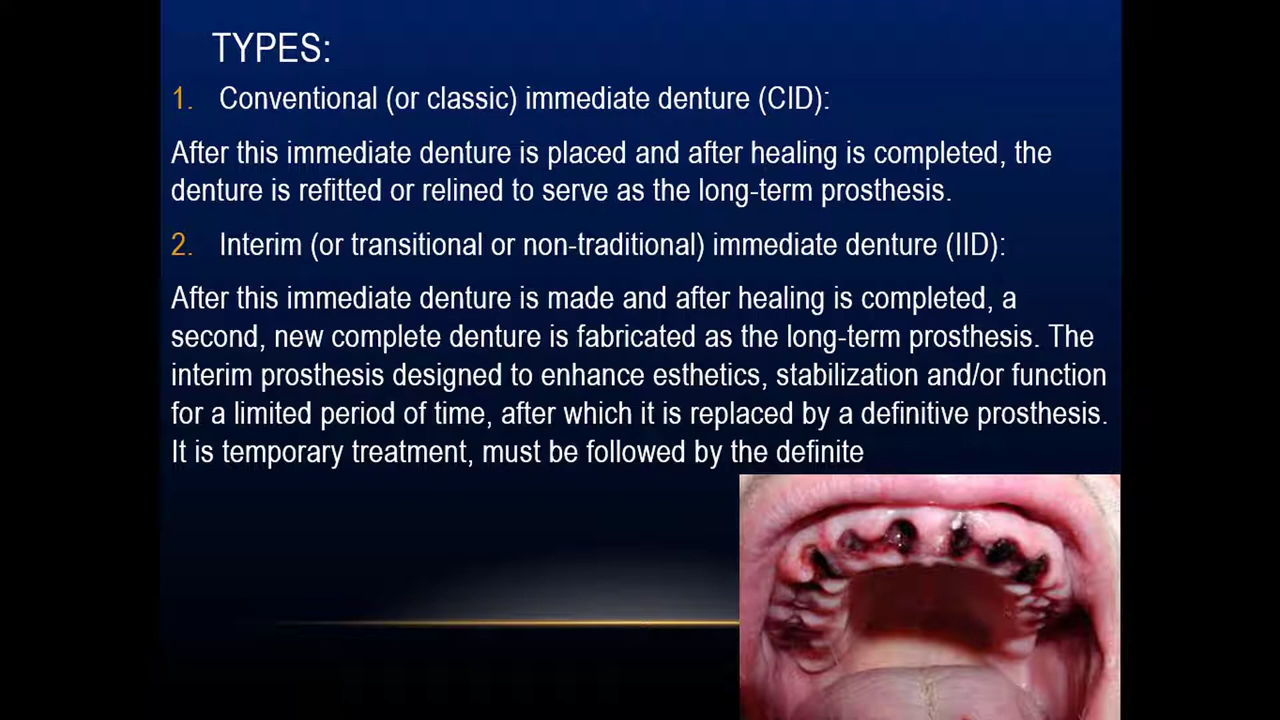 TYPES:
1. Conventional (or classic) immediate denture (CID):
After this immediate denture is placed and after healing is completed, the
denture is refitted or relined to serve as the long-term prosthesis.
2. Interim (or transitional or non-traditional) immediate denture (IID):
After this immediate denture is made and after healing is completed, a
second, new complete denture is fabricated as the long-term prosthesis. The
interim prosthesis designed to enhance esthetics, stabilization and/or function
for a limited period of time, after which it is replaced by a definitive prosthesis.
It is temporary treatment, must be followed by the definite